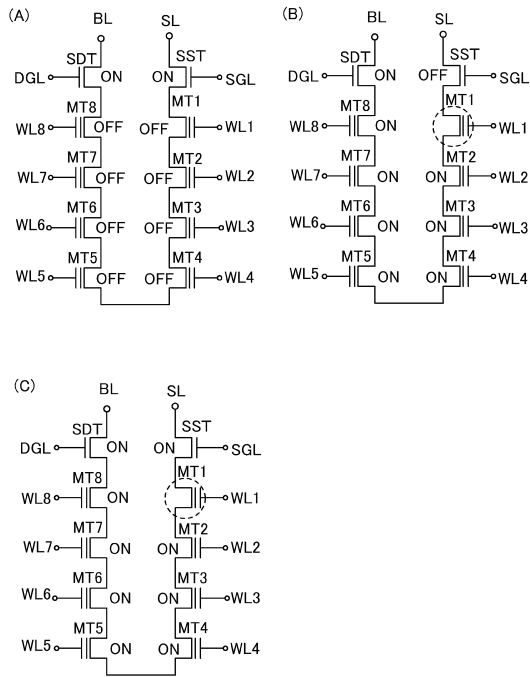 (A)
BL
SL
SDT
SST
DGL
ON
ON
SGL
MT8
MT1
WL8
OFF
OFF
WL1
MT7
MT2
WL7
OFF
OFF
WL2
MT6
MT3
WL6
OFF
OFF
WL3
MT5
MT4
WL5
OFF
OFF
WL4
(B)
BL
SL
SDT
SST
DGL
ON
OFF
SGL
MT8
MT1
WL8
ON
WL1
MT7
MT2
WL7
ON
ON
WL2
MT6
MT3
WL6
ON
ON
WL3
MT5
MT4
WL5
ON
ON
WL4
(C)
BL
SL
SDT
SST
DGL
ON
ON
SGL
MT8
MT1
WL8
ON
WL1
MT7
MT2
WL7
ON
ON
WL2
MT6
MT3
WL6
ON
ON
WL3
MT5
MT4
WL5
ON
ON
WL4